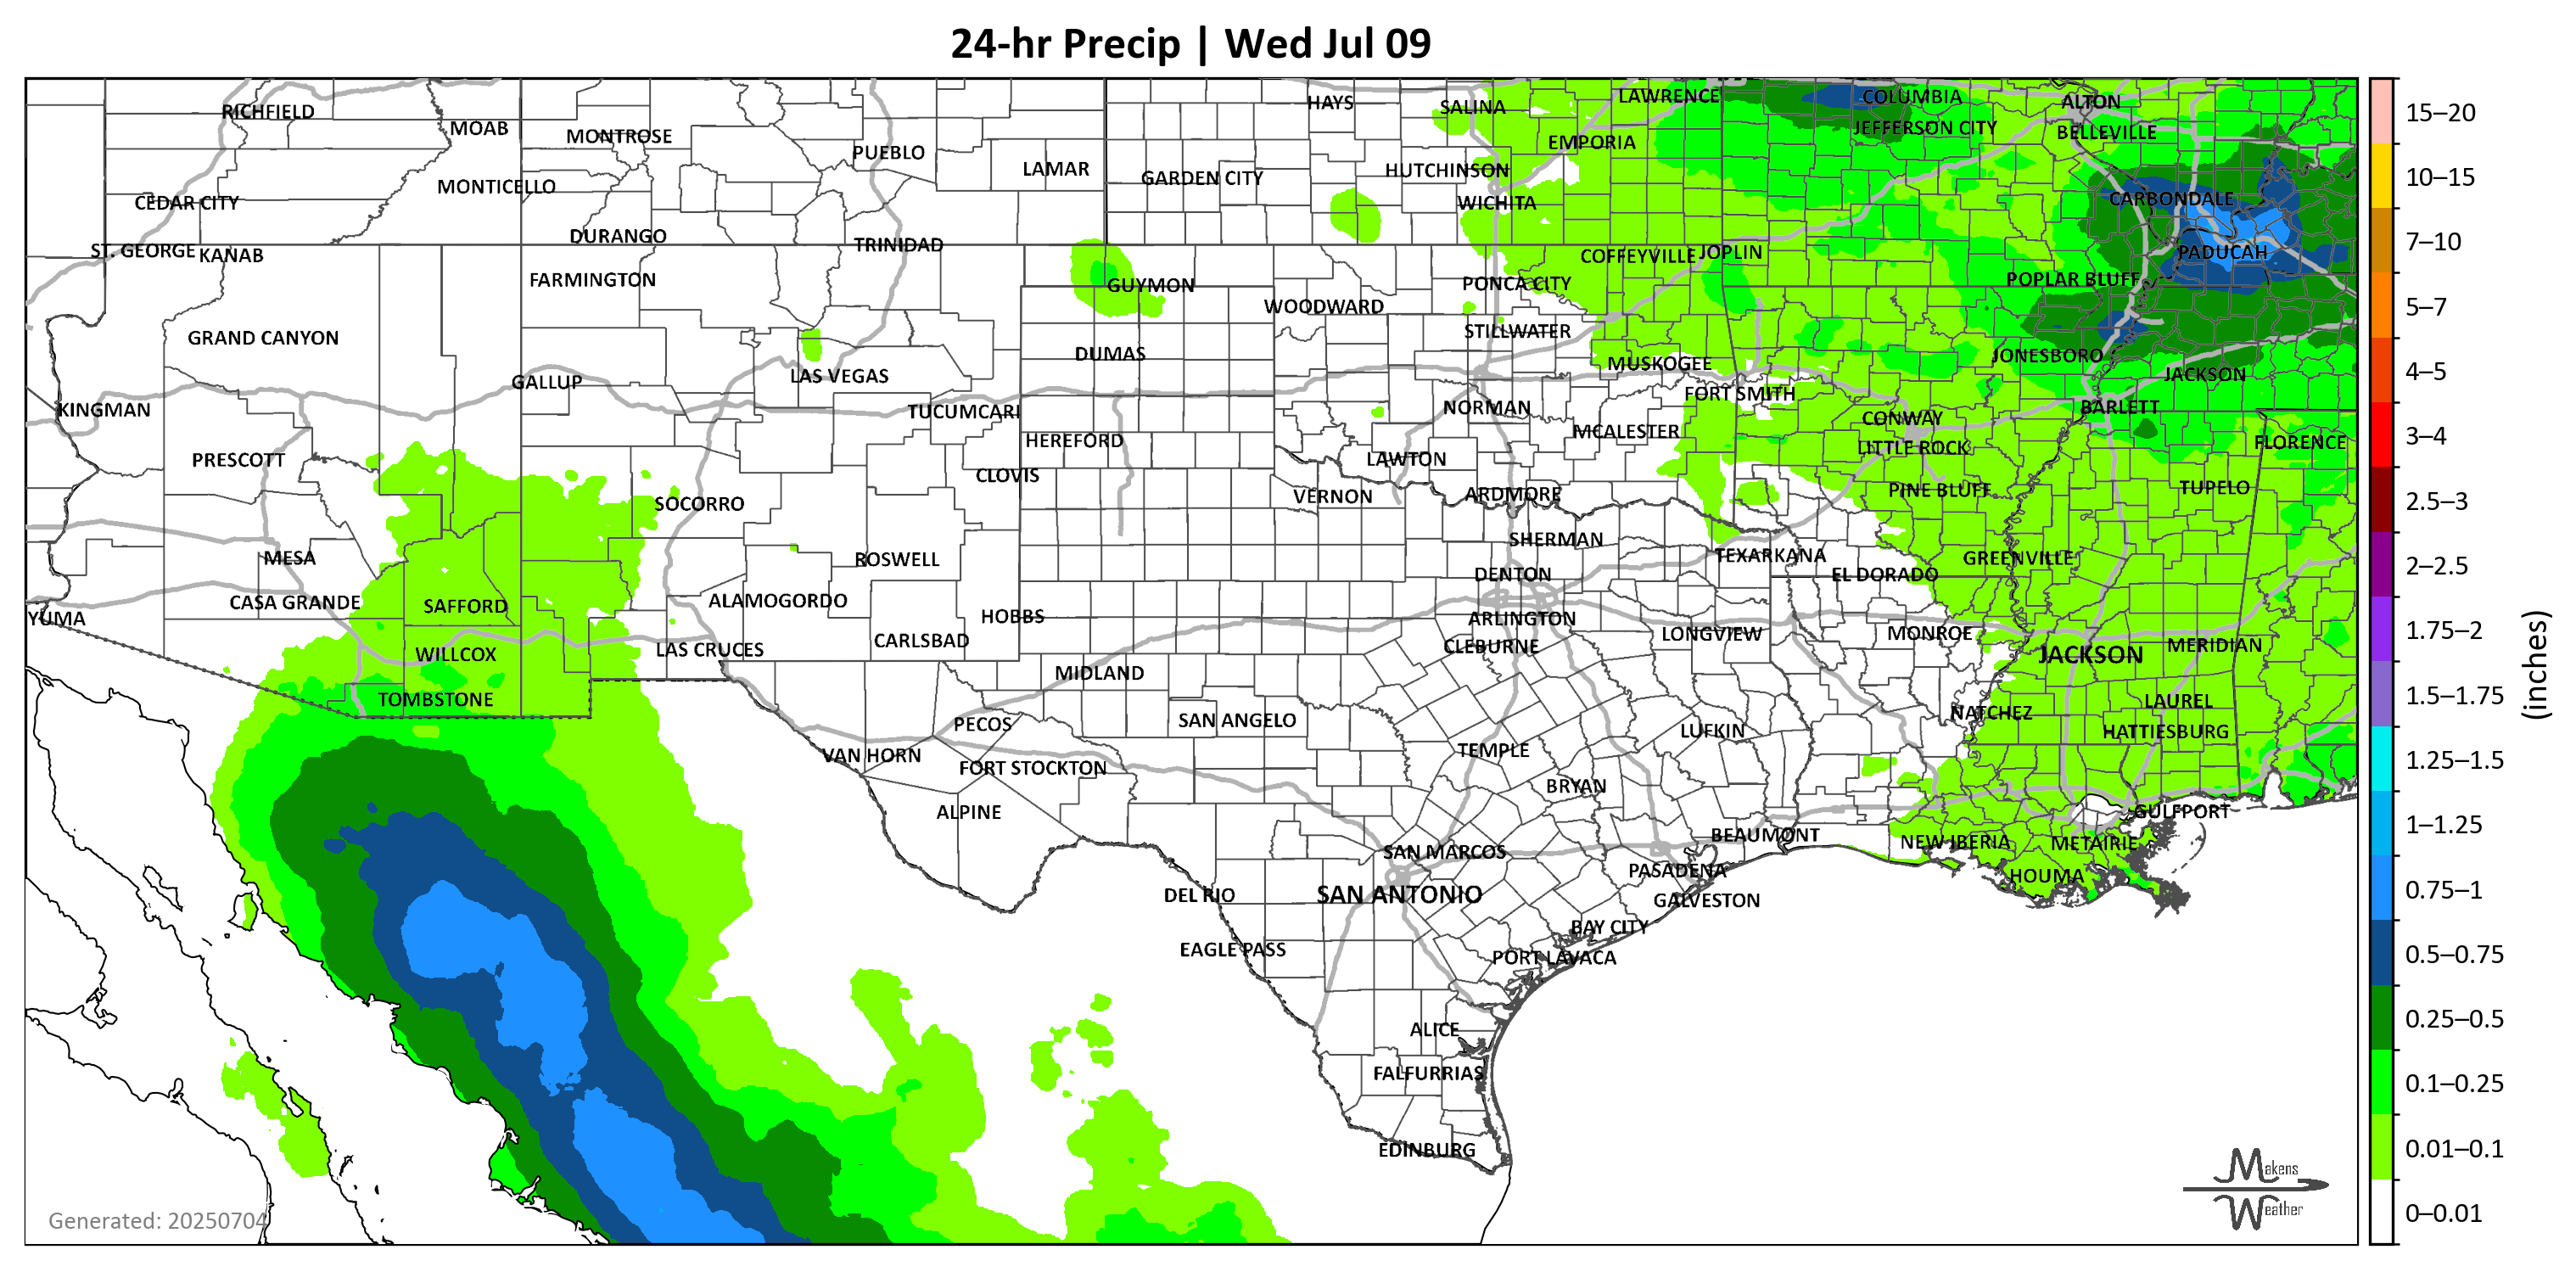 24-hr Precip | Wed Jul 09
RICHFIELD
MOAB
MONTROSE
PUEBLO
LAMAR
HAYS
SALINA
LAWRENCE
COLUMBIA
ALTON
JEFFERSON CITY
BELLEVILLE
EMPORIA
HUTCHINSON
GARDEN CITY
MONTICELLO
CEDAR CITY
WICHITA
CARBONDALE
DURANGO
TRINIDAD
ST. GEORGE
KANAB
COFFEYVILLE
JOPLIN
PADUCAH
FARMINGTON
GUYMON
PONCA CITY
POPLAR BLUFF
WOODWARD
GRAND CANYON
STILLWATER
DUMAS
JONESBORO
MUSKOGEE
LAS VEGAS
JACKSON
GALLUP
FORT SMITH
KINGMAN
TUCUMCARI
NORMAN
BARLETT
CONWAY
HEREFORD
MCALESTER
LITTLE ROCK
FLORENCE
PRESCOTT
LAWTON
CLOVIS
SOCORRO
VERNON
ARDMORE
PINE BLUFF
TUPELO
MESA
ROSWELL
SHERMAN
TEXARKANA
GREENVILLE
DENTON
EL DORADO
CASA GRANDE
SAFFORD
ALAMOGORDO
YUMA
HOBBS
ARLINGTON
CARLSBAD
CLEBURNE
LONGVIEW
MONROE
WILLCOX
LAS CRUCES
JACKSON
MERIDIAN
MIDLAND
TOMBSTONE
LAUREL
PECOS
SAN ANGELO
NATCHEZ
LUFKIN
HATTIESBURG
VAN HORN
FORT STOCKTON
TEMPLE
BRYAN
ALPINE
GULFPORT
BEAUMONT
NEW IBERIA
METAIRIE
SAN MARCOS
PASADENA
HOUMA
DEL RIO
SAN ANTONIO
GALVESTON
BAY CITY
EAGLE PASS
PORT LAVACA
ALICE
FALFURRIAS
EDINBURG
Generated: 20250704
Makens
Weather
15–20
10–15
7–10
5–7
4–5
3–4
2.5–3
2–2.5
1.75–2
1.5–1.75
1.25–1.5
1–1.25
0.75–1
0.5–0.75
0.25–0.5
0.1–0.25
0.01–0.1
0–0.01
(inches)